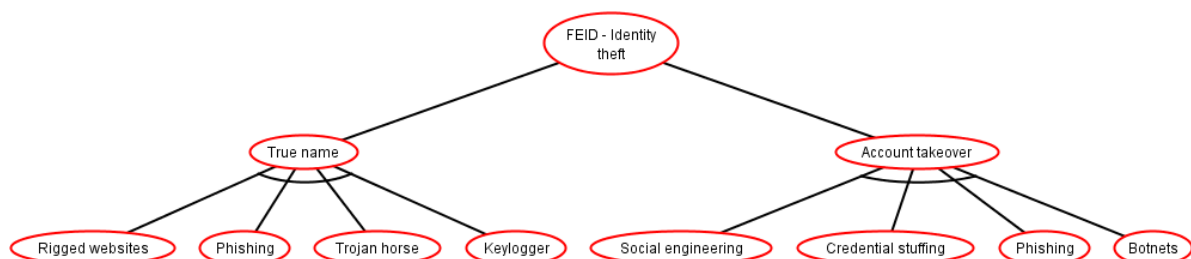 FEID - Identity
theft
True name
Account takeover
Rigged websites
Phishing
Trojan horse
Keylogger
Social engineering
Credential stuffing
Phishing
Botnets